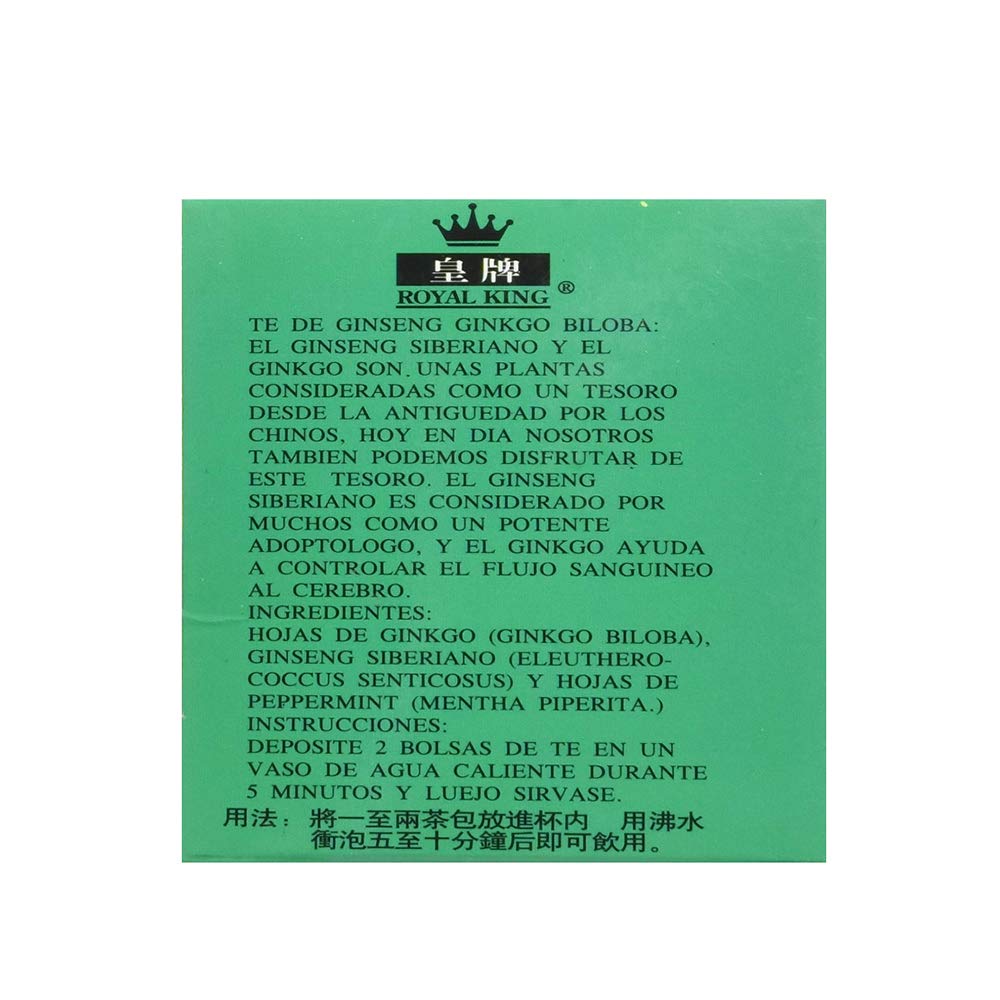 皇牌
ROYAL KING ®
TE DE GINSENG GINKGO BILOBA:
EL GINSENG SIBERIANO Y EL
GINKGO SON. UNAS PLANTAS
CONSIDERADAS COMO UN TESORO
DESDE LA ANTIGUEDAD POR LOS
CHINOS, HOY EN DIA NOSOTROS
TAMBIEN PODEMOS DISFRUTAR DE
ESTE TESORO. EL GINSENG
SIBERIANO ES CONSIDERADO POR
MUCHOS COMO UN POTENTE
ADOPTOLOGO, Y EL GINKGO AYUDA
A CONTROLAR EL FLUJO SANGUINEO
AL CEREBRO.
INGREDIENTES:
HOJAS DE GINKGO (GINKGO BILOBA),
GINSENG SIBERIANO (ELEUTHERO-
COCCUS SENTICOSUS) Y HOJAS DE
PEPPERMINT (MENTHA PIPERITA.)
INSTRUCCIONES:
DEPOSITE 2 BOLSAS DE TE EN UN
VASO DE AGUA CALIENTE DURANTE
5 MINUTOS Y LUEJO SIRVASE.
用法：將一至兩茶包放進杯内 用沸水
衝泡五至十分鐘后即可飲用。